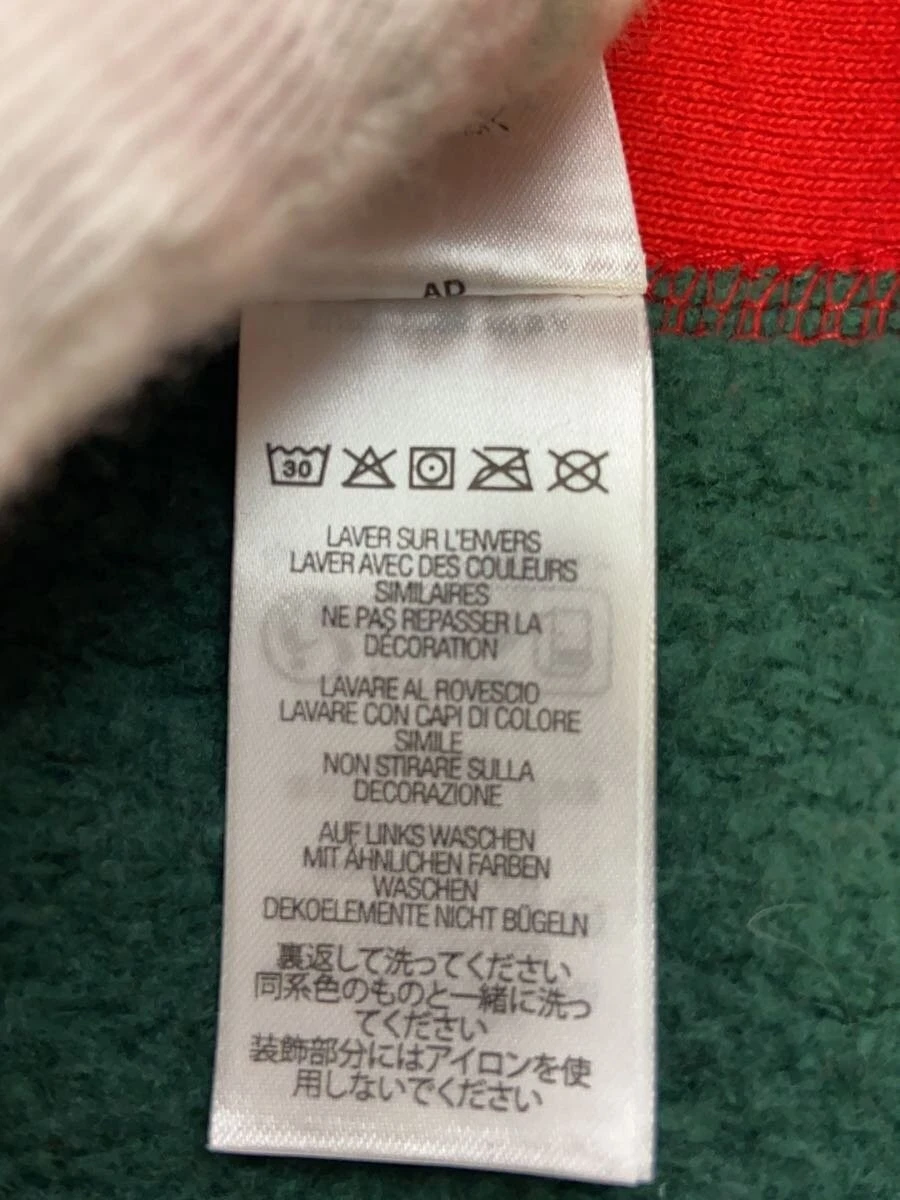 AD
30
LAVER SUR L'ENVERS
LAVER AVEC DES COULEURS
SIMILAIRES
NE PAS REPASSER LA
DÉCORATION
LAVARE AL ROVESCIO
LAVARE CON CAPI DI COLORE
SIMILE
NON STIRARE SULLA
DECORAZIONE
AUF LINKS WASCHEN
MIT ÄHNLICHEN FARBEN
WASCHEN
DEKOELEMENTE NICHT BÜGELN
裏返して洗ってください
同系色のものと一緒に洗っ
てください
装飾部分にはアイロンを使
用しないでください